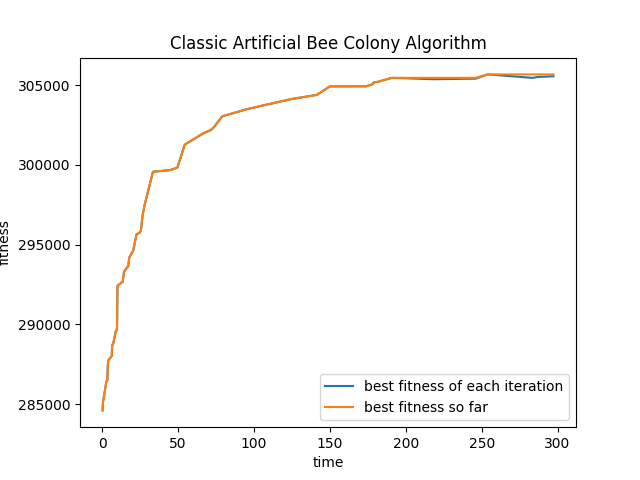 Classic Artificial Bee Colony Algorithm
305000
300000
295000
290000
285000
fitness
best fitness of each iteration
best fitness so far
0 50 100 150 200 250 300
time